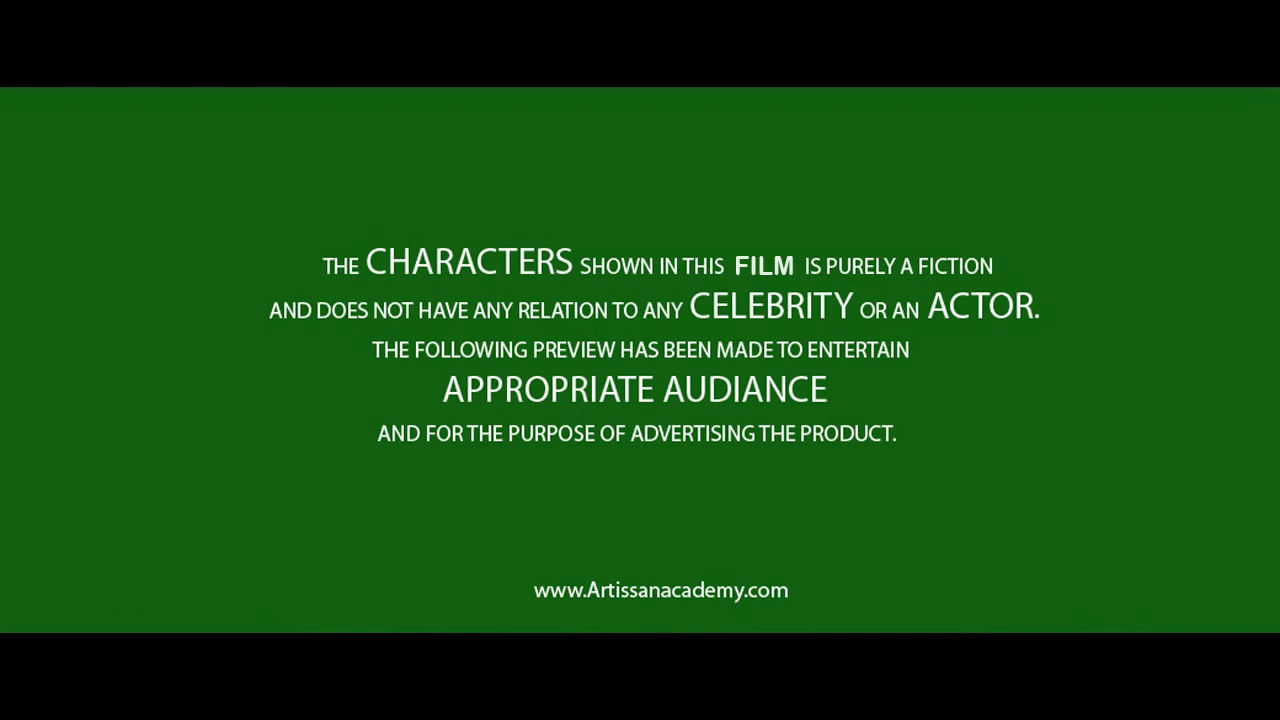 THE CHARACTERS SHOWN IN THIS FILM IS PURELY A FICTION
AND DOES NOT HAVE ANY RELATION TO ANY CELEBRITY OR AN ACTOR.
THE FOLLOWING PREVIEW HAS BEEN MADE TO ENTERTAIN
APPROPRIATE AUDIANCE
AND FOR THE PURPOSE OF ADVERTISING THE PRODUCT.
www.Artissanacademy.com